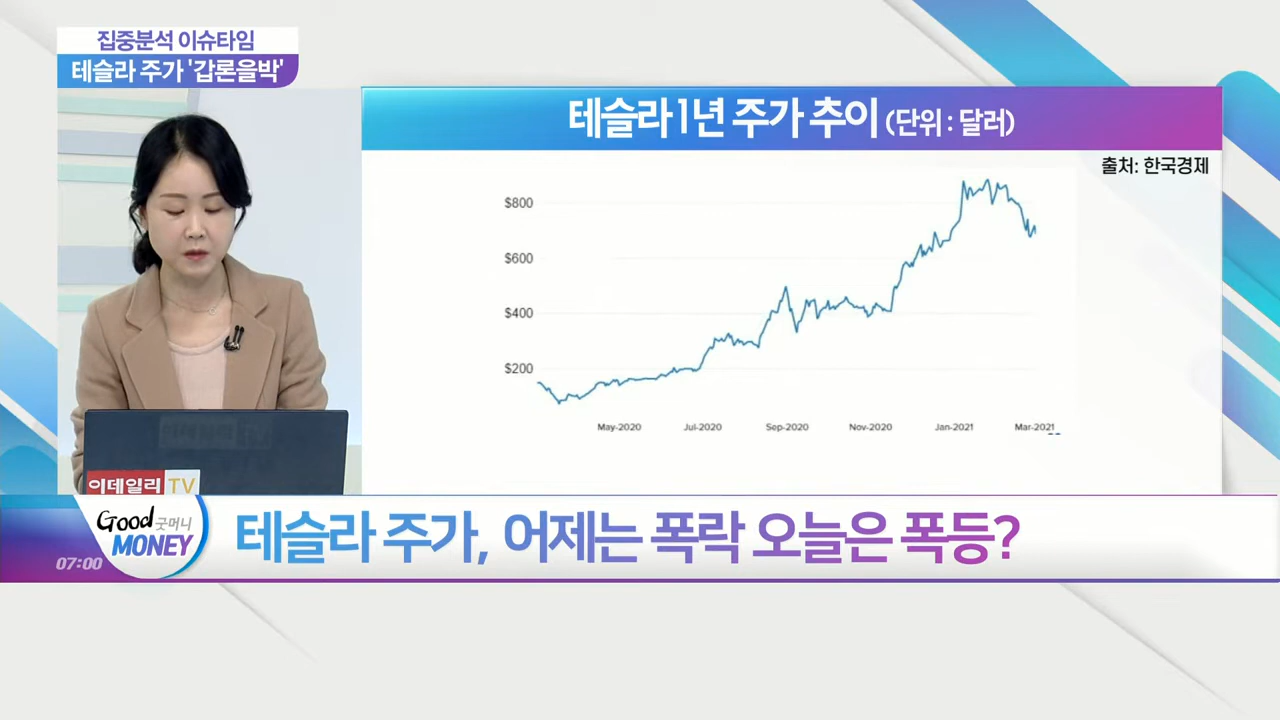 집중분석 이슈타임
테슬라 주가 '갑론을박'
테슬라 1년 주가 추이 (단위 : 달러)
출처: 한국경제
$800
$600
$400
$200
May-2020
Jul-2020
Sep-2020
Nov-2020
Jan-2021
Mar-2021
이데일리 TV
Good 굿머니
MONEY
07:00
테슬라 주가, 어제는 폭락 오늘은 폭등?